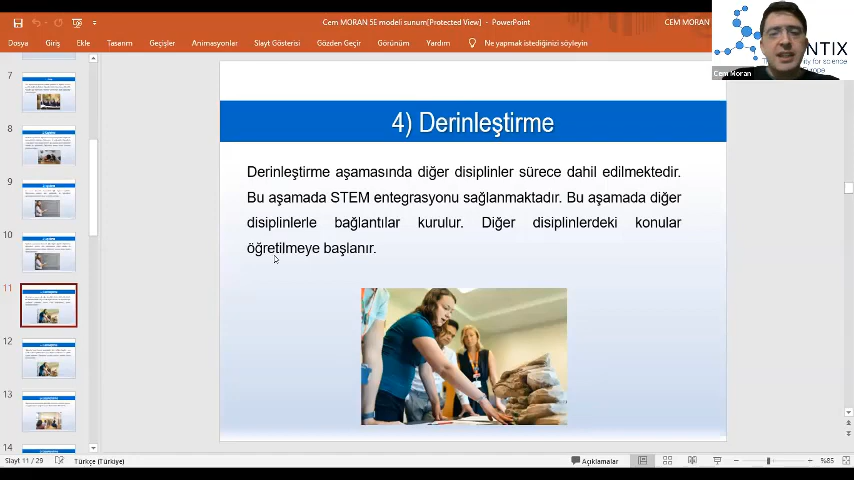 Cem MORAN 5E modeli sunum(Protected View) - PowerPoint
CEM MORAN
Dosya Giriş Ekle Tasarım Geçişler Animasyonlar Slayt Gösterisi Gözden Geçir Görünüm Yardım Ne yapmak istediğinizi söyleyin
NTIX
Cem Moran
4) Derinleştirme
Derinleştirme aşamasında diğer disiplinler sürece dahil edilmektedir.
Bu aşamada STEM entegrasyonu sağlanmaktadır. Bu aşamada diğer
disiplinlerle bağlantılar kurulur. Diğer disiplinlerdeki konular
öğretilmeye başlanır.
7
8
9
10
11
12
13
14
Slayt 11 / 29 Türkçe (Türkiye) Açıklamalar %85